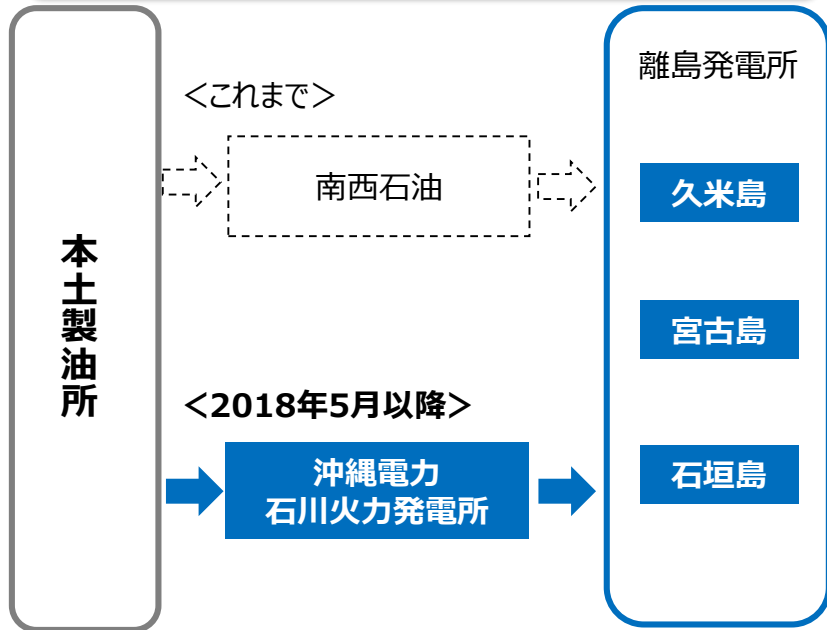 本土製油所
<これまで>
南西石油
<2018年5月以降>
沖縄電力
石川火力発電所
離島発電所
久米島
宮古島
石垣島